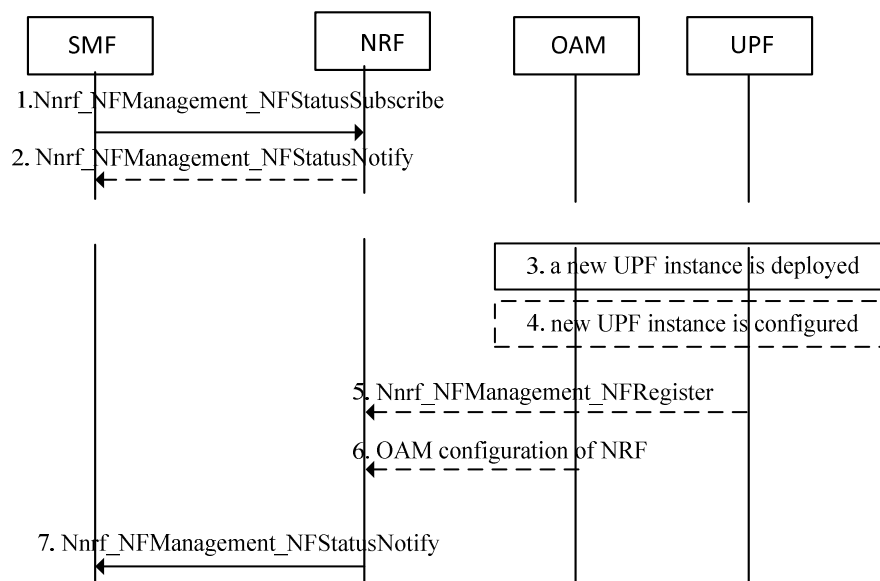 SMF
NRF
OAM
UPF
1.Nnrf_NFManagement_NFStatusSubscribe
2. Nnrf_NFManagement_NFStatusNotify
3. a new UPF instance is deployed
4. new UPF instance is configured
5. Nnrf_NFManagement_NFRegister
6. OAM configuration of NRF
7. Nnrf_NFManagement_NFStatusNotify